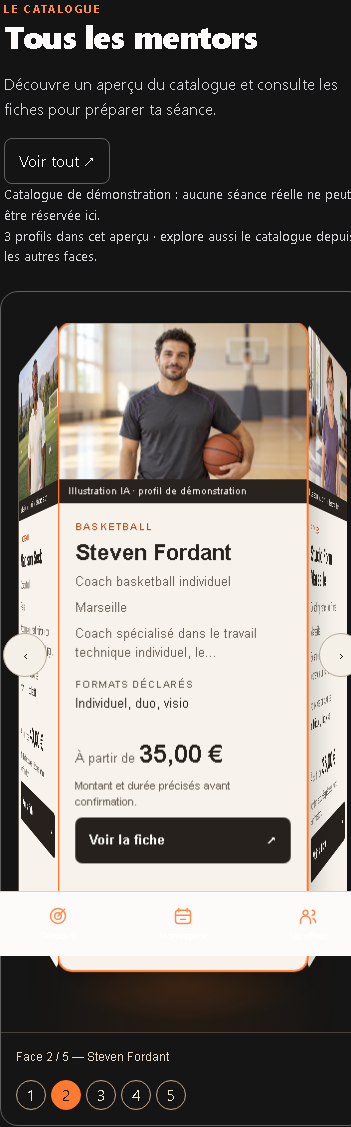 LE CATALOGUE
Tous les mentors
Découvre un aperçu du catalogue et consulte les
fiches pour préparer ta séance.
Voir tout ↗
Catalogue de démonstration : aucune séance réelle ne peut
être réservée ici.
3 profils dans cet aperçu · explore aussi le catalogue depuis
les autres faces.
Illustration IA · profil de démonstration
BASKETBALL
Steven Fordant
Coach basketball individuel
Marseille
Coach spécialisé dans le travail
technique individuel, le...
FORMATS DÉCLARÉS
Individuel, duo, visio
À partir de 35,00 €
Montant et durée précisés avant
confirmation.
Voir la fiche ↗
Face 2 / 5 — Steven Fordant
1 2 3 4 5